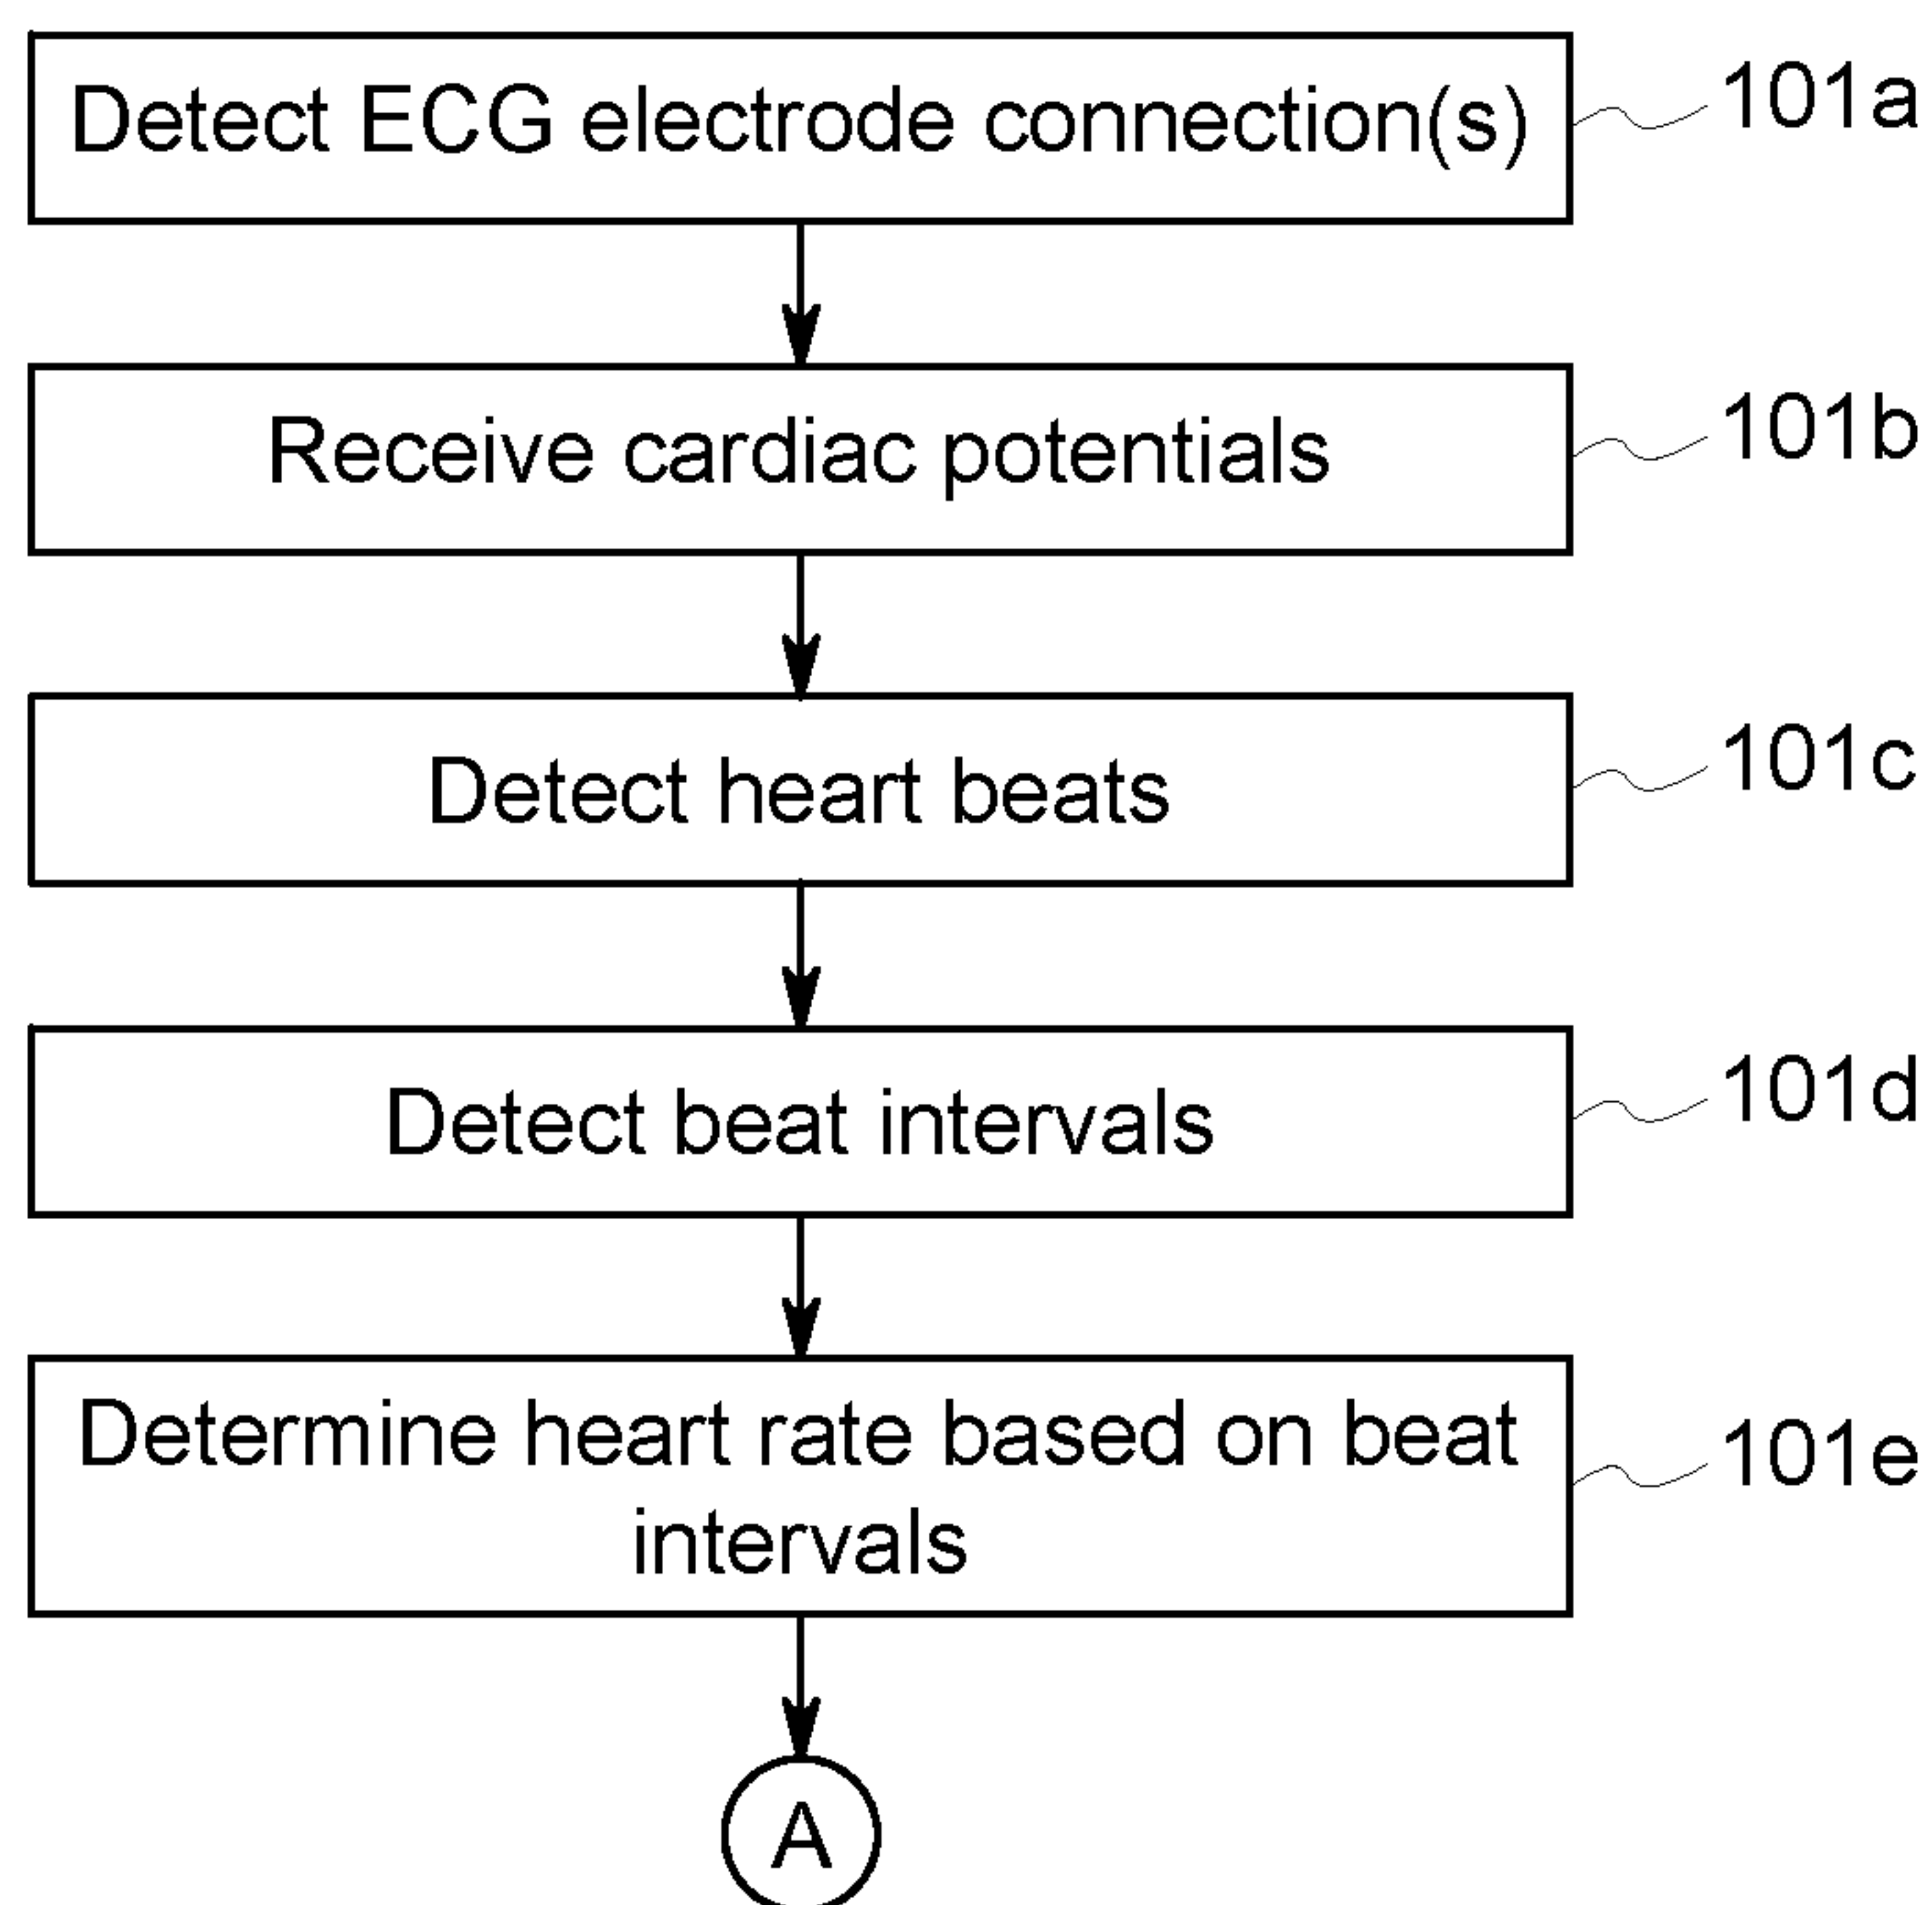 Detect ECG electrode connection(s) 101a
Receive cardiac potentials 101b
Detect heart beats 101c
Detect beat intervals 101d
Determine heart rate based on beat
intervals
101e
A